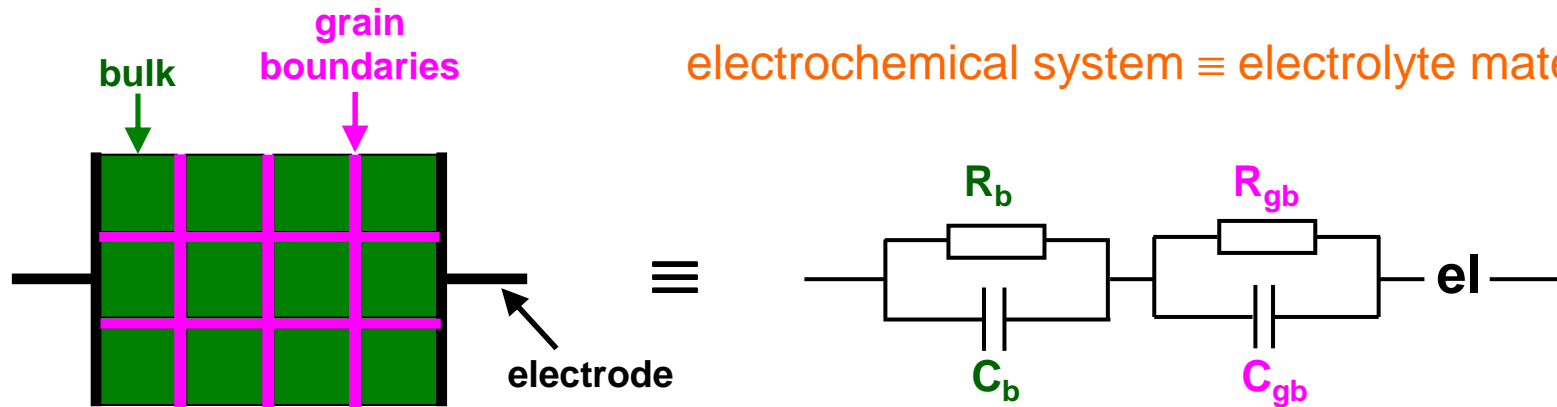 grain
boundaries
bulk
electrode
electrochemical system ≡ electrolyte mate
≡
R_b
R_gb
el
C_b
C_gb